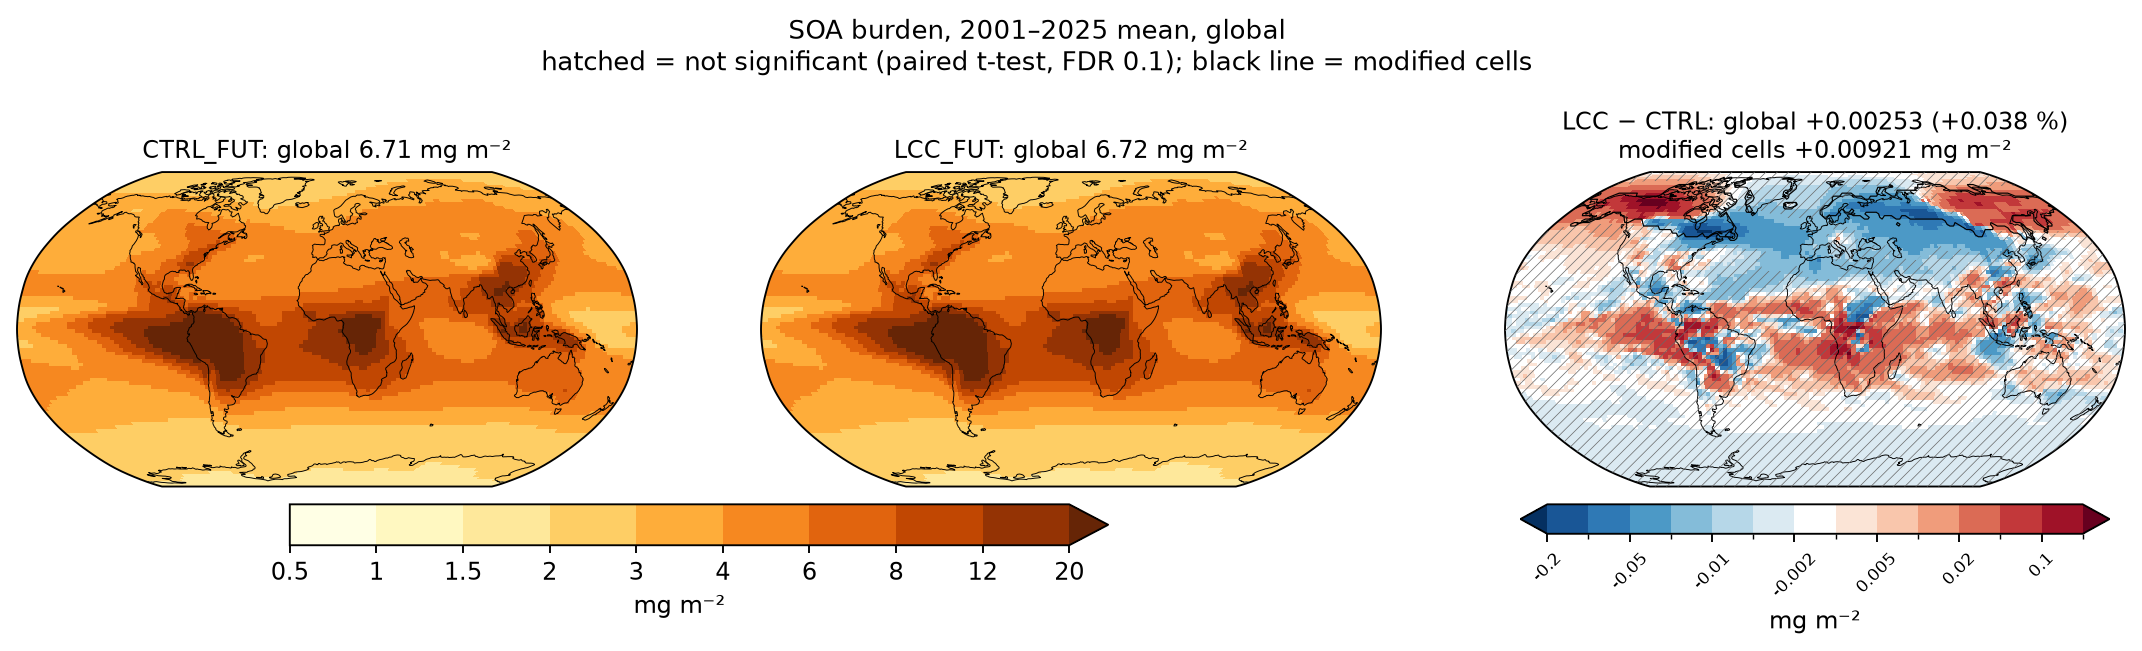 SOA burden, 2001–2025 mean, global
hatched = not significant (paired t-test, FDR 0.1); black line = modified cells
CTRL_FUT: global 6.71 mg m⁻²
LCC_FUT: global 6.72 mg m⁻²
LCC − CTRL: global +0.00253 (+0.038 %)
modified cells +0.00921 mg m⁻²
0.5 1 1.5 2 3 4 6 8 12 20
mg m⁻²
-0.2 -0.05 -0.01 -0.002 0.005 0.02 0.1
mg m⁻²